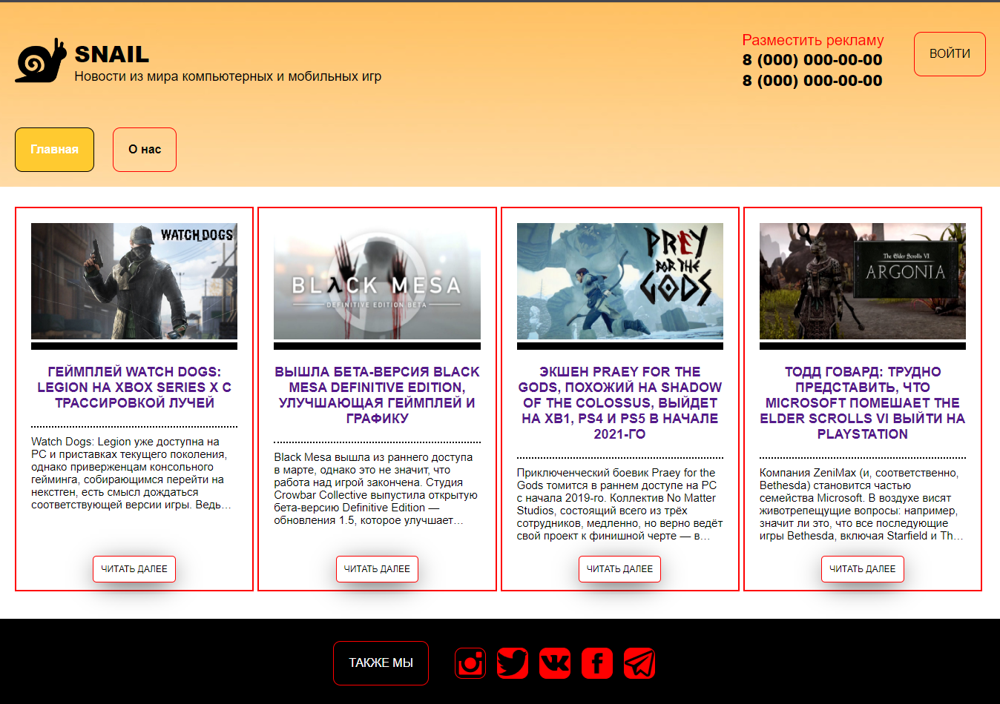 SNAIL
Новости из мира компьютерных и мобильных игр
Разместить рекламу
8 (000) 000-00-00
8 (000) 000-00-00
ВОЙТИ
Главная
О нас
WATCH_DOGS
ГЕЙМПЛЕЙ WATCH DOGS:
LEGION НА XBOX SERIES X С
ТРАССИРОВКОЙ ЛУЧЕЙ
Watch Dogs: Legion уже доступна на
PC и приставках текущего поколения,
однако приверженцам консольного
гейминга, собирающимся перейти на
некстген, есть смысл дождаться
соответствующей версии игры. Ведь...
ЧИТАТЬ ДАЛЕЕ
BLλCK MESA
DEFINITIVE EDITION BETA
ВЫШЛА БЕТА-ВЕРСИЯ BLACK
MESA DEFINITIVE EDITION,
УЛУЧШАЮЩАЯ ГЕЙМПЛЕЙ И
ГРАФИКУ
Black Mesa вышла из раннего доступа
в марте, однако это не значит, что
работа над игрой закончена. Студия
Crowbar Collective выпустила открытую
бета-версию Definitive Edition —
обновления 1.5, которое улучшает...
ЧИТАТЬ ДАЛЕЕ
PRЕY
FOR THE
GODS
ЭКШЕН PRAEY FOR THE
GODS, ПОХОЖИЙ НА SHADOW
OF THE COLOSSUS, ВЫЙДЕТ
НА XB1, PS4 И PS5 В НАЧАЛЕ
2021-ГО
Приключенческий боевик Praey for the
Gods томится в раннем доступе на PC
с начала 2019-го. Коллектив No Matter
Studios, состоящий всего из трёх
сотрудников, медленно, но верно ведёт
свой проект к финишной черте — в...
ЧИТАТЬ ДАЛЕЕ
The Elder Scrolls VI
ARGONIA
ТОДД ГОВАРД: ТРУДНО
ПРЕДСТАВИТЬ, ЧТО
MICROSOFT ПОМЕШАЕТ THE
ELDER SCROLLS VI ВЫЙТИ НА
PLAYSTATION
Компания ZeniMax (и, соответственно,
Bethesda) становится частью
семейства Microsoft. В воздухе висят
животрепещущие вопросы: например,
значит ли это, что все последующие
игры Bethesda, включая Starfield и Th...
ЧИТАТЬ ДАЛЕЕ
ТАКЖЕ МЫ